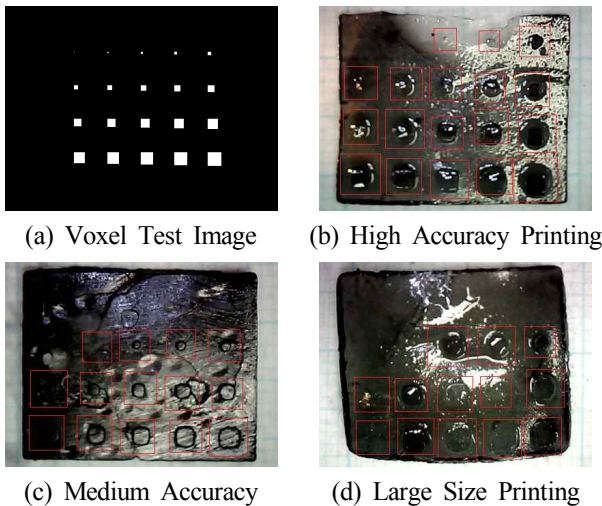 (a) Voxel Test Image
(b) High Accuracy Printing
(c) Medium Accuracy
(d) Large Size Printing